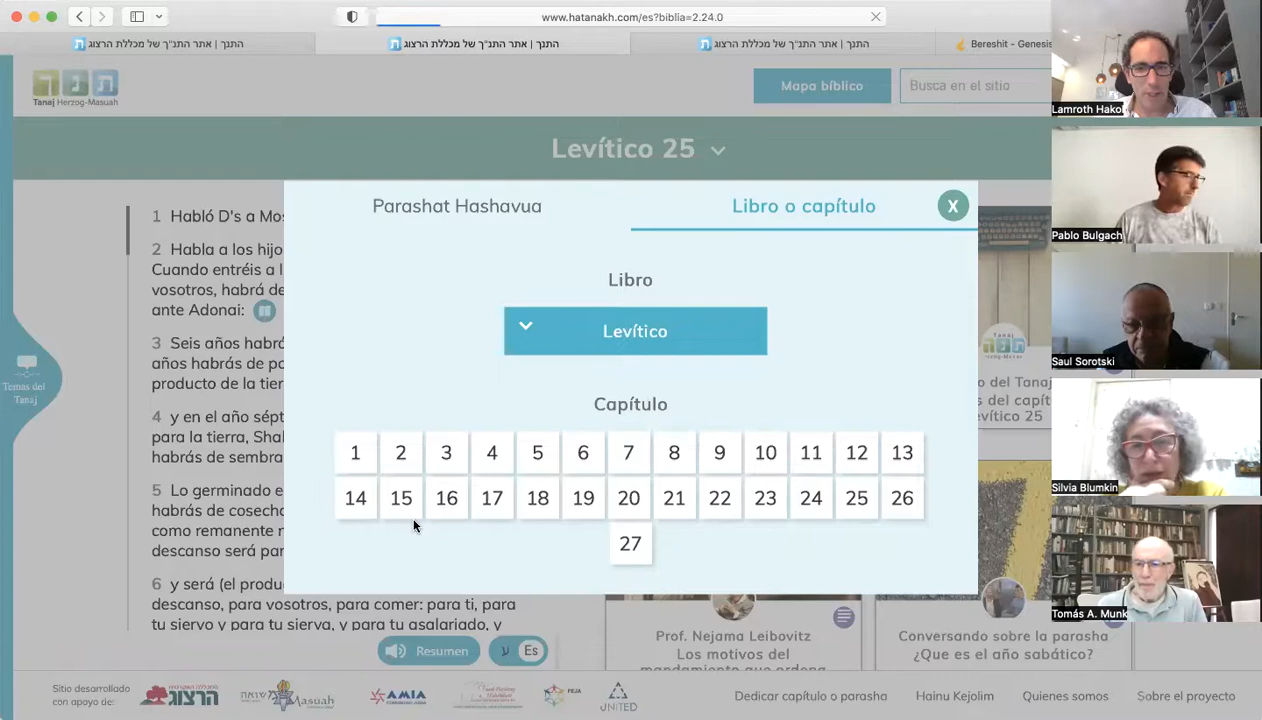 www.hatanakh.com/es?biblia=2.24.0
התנך | אתר התנ"ך של מכללת הרצוג
התנך | אתר התנ"ך של מכללת הרצוג
התנך | אתר התנ"ך של מכללת הרצוג
Bereshit - Genesis
תנה
Tanaj Herzog-Masuah
Mapa bíblico
Busca en el sitio
Levítico 25
Parashat Hashavua
Libro o capítulo
X
Libro
Levítico
Capítulo
1 2 3 4 5 6 7 8 9 10 11 12 13
14 15 16 17 18 19 20 21 22 23 24 25 26
27
1 Habló D's a Mos
2 Habla a los hijo
Cuando entréis a l
vosotros, habrá de
ante Adonai:
3 Seis años habrá
años habrás de po
producto de la tier
4 y en el año sépt
para la tierra, Sha
habrás de sembra
5 Lo germinado e
habrás de cosech
como remanente n
descanso será par
6 y será (el produ
descanso, para vosotros, para comer: para ti, para
tu siervo y para tu sierva, y para tu asalariado, y
Temas del
Tanaj
Resumen
ע Es
Tanaj
o del Tanaj
s del capít
evítico 25
Prof. Nejama Leibovitz
Los motivos del
mandamiento que ordena
Conversando sobre la parasha
¿Que es el año sabático?
Sitio desarrollado
con apoyo de:
הרצוג
Masuah
AMIA
FEJA
UNITED
Dedicar capítulo o parasha
Hainu Kejolim
Quienes somos
Sobre el proyecto
Lamroth Hakol
Pablo Bulgach
Saul Sorotski
Silvia Blumkin
Tomás A. Munk